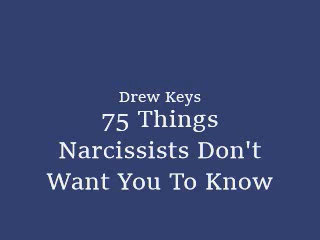 Drew Keys
75 Things
Narcissists Don't
Want You To Know